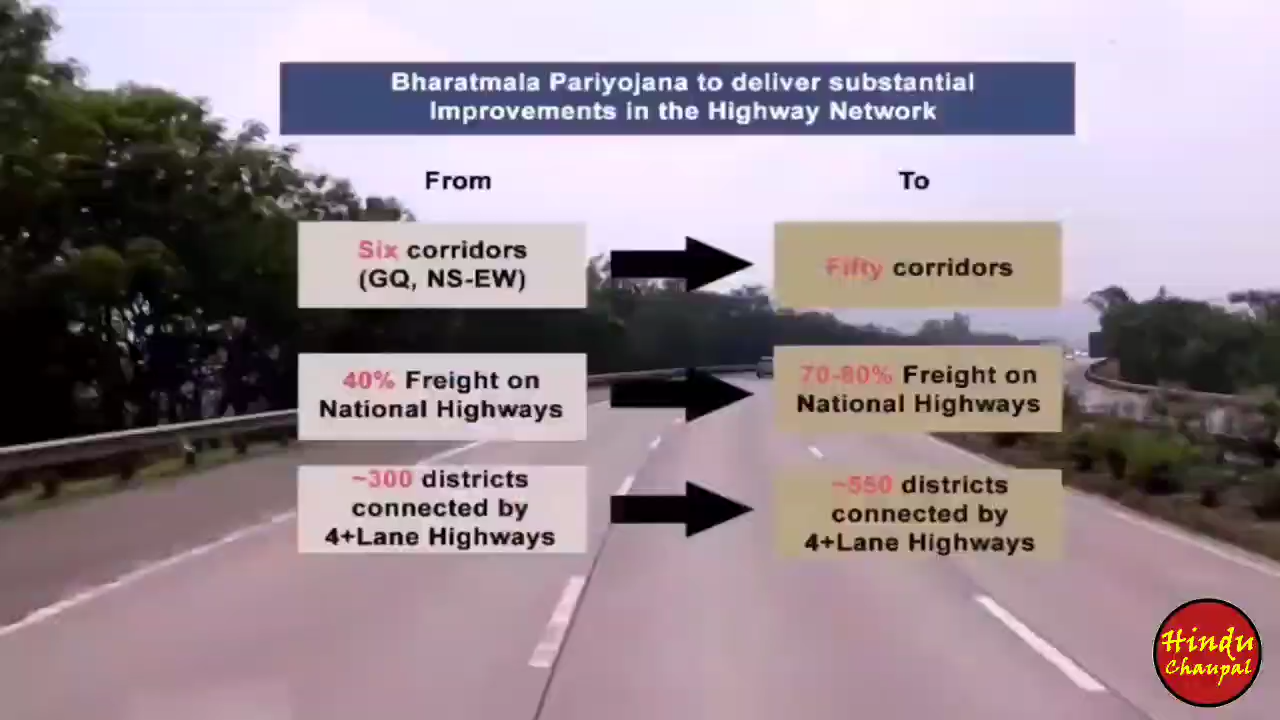 Bharatmala Pariyojana to deliver substantial
Improvements in the Highway Network
From
To
Six corridors
(GQ, NS-EW)
Fifty corridors
40% Freight on
National Highways
70-80% Freight on
National Highways
~300 districts
connected by
4+Lane Highways
~550 districts
connected by
4+Lane Highways
Hindu
Chaupal